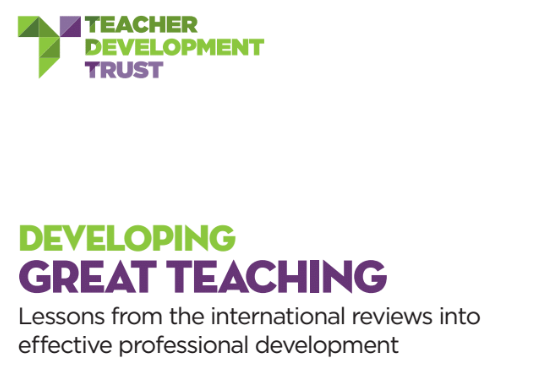 TEACHER
DEVELOPMENT
TRUST
DEVELOPING
GREAT TEACHING
Lessons from the international reviews into
effective professional development